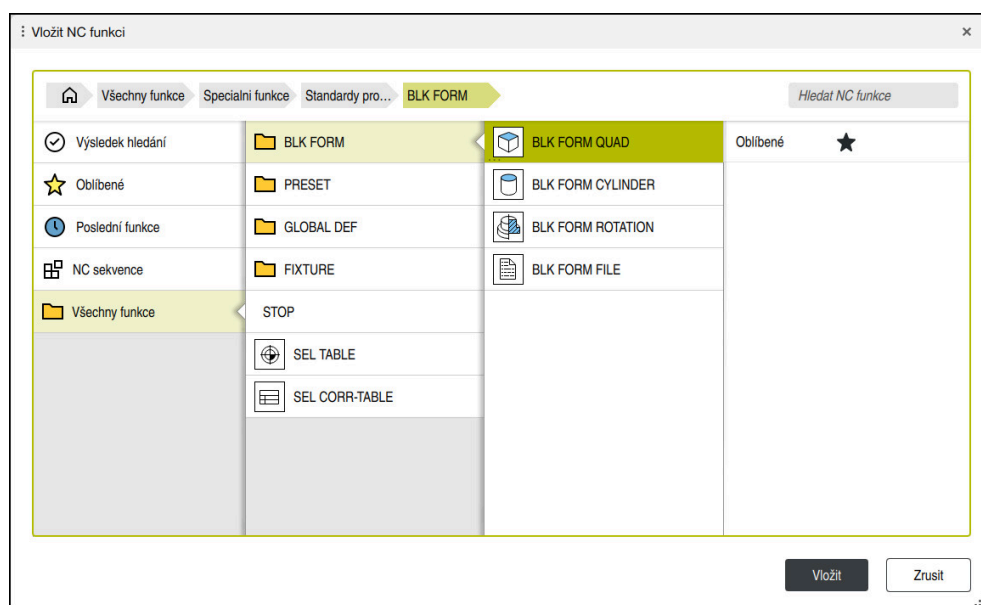 Vložit NC funkci
Všechny funkce Specialni funkce Standardy pro... BLK FORM Hledat NC funkce
Výsledek hledání BLK FORM BLK FORM QUAD Oblíbené
Oblíbené PRESET BLK FORM CYLINDER
Poslední funkce GLOBAL DEF BLK FORM ROTATION
NC sekvence FIXTURE BLK FORM FILE
Všechny funkce STOP
SEL TABLE
SEL CORR-TABLE
Vložit Zrusit